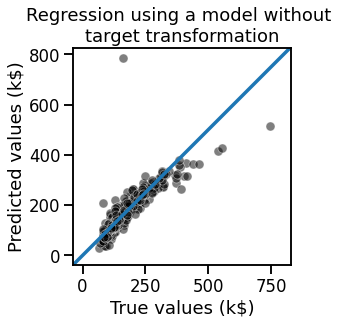 Regression using a model without
target transformation
800
600
400
200
0
Predicted values (k$)
0
250
500
750
True values (k$)